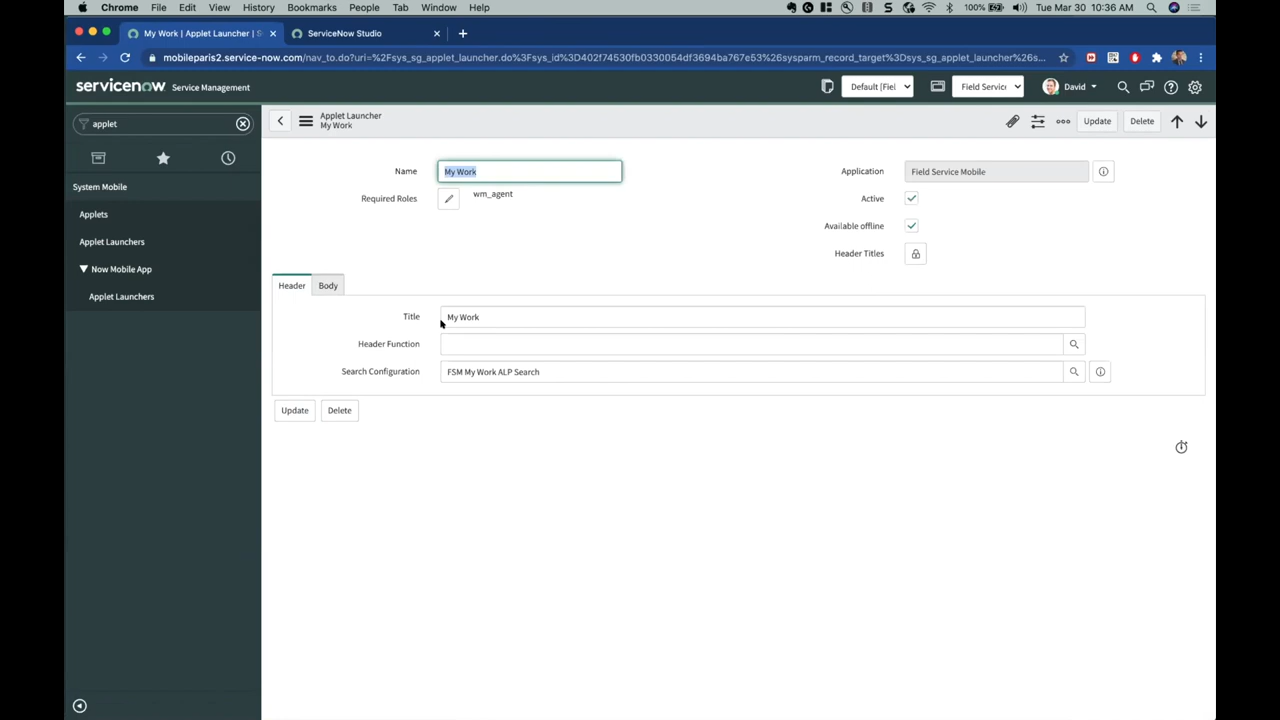 Chrome File Edit View History Bookmarks People Tab Window Help 100% Tue Mar 30 10:36 AM
My Work | Applet Launcher | S ServiceNow Studio
mobileparis2.service-now.com/nav_to.do?uri=%2Fsys_sg_applet_launcher.do%3Fsys_id%3D402f74530fb0330054df3694ba767e53%26sysparm_record_target%3Dsys_sg_applet_launcher%26s...
servicenow Service Management Default [Fiel Field Servic David
applet
Applet Launcher
My Work
Update Delete
System Mobile
Applets
Applet Launchers
Now Mobile App
Applet Launchers
Name My Work Application Field Service Mobile
Required Roles wm_agent Active
Available offline
Header Titles
Header Body
Title My Work
Header Function
Search Configuration FSM My Work ALP Search
Update Delete